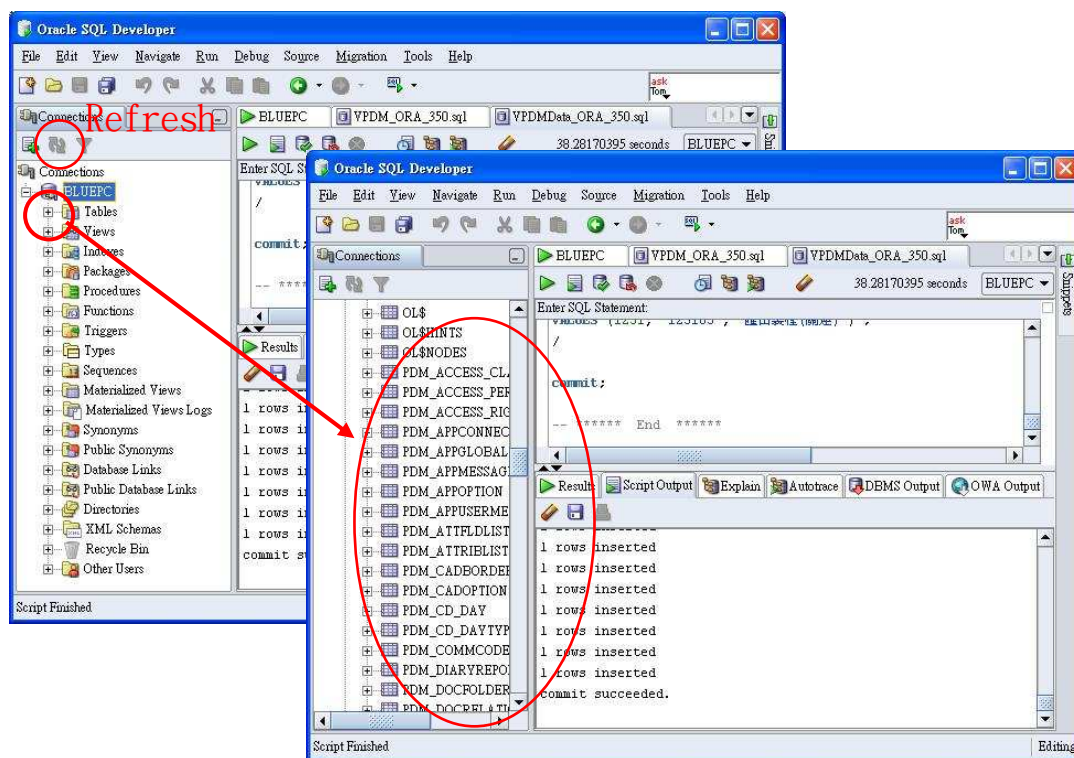 Oracle SQL Developer
File Edit View Navigate Run Debug Source Migration Tools Help
ask
Tom
Connections
Refresh
BLUEPC VPDM_ORA_350.sql VPDMData_ORA_350.sql
38.28170395 seconds BLUEPC
Enter SQL St
Connections
BLUEPC
Tables
Views
Indexes
Packages
Procedures
Functions
Triggers
Types
Sequences
Materialized Views
Materialized Views Logs
Synonyms
Public Synonyms
Database Links
Public Database Links
Directories
XML Schemas
Recycle Bin
Other Users
/
commit;
-- ****
Results
1 rows in
1 rows in
1 rows i
1 rows i
1 rows i
1 rows i
1 rows i
commit su
Script Finished
Oracle SQL Developer
File Edit View Navigate Run Debug Source Migration Tools Help
ask
Tom
Connections
BLUEPC VPDM_ORA_350.sql VPDMData_ORA_350.sql
38.28170395 seconds BLUEPC
Snippets
OL$
OL$HINTS
OL$NODES
PDM_ACCESS_CL
PDM_ACCESS_PER
PDM_ACCESS_RIG
PDM_APPCONNEC
PDM_APPGLOBAL
PDM_APPMESSAG
PDM_APPOPTION
PDM_APPUSERME
PDM_ATTFLDLIST
PDM_ATTRIBLIST
PDM_CADBORDE
PDM_CADOPTION
PDM_CD_DAY
PDM_CD_DAYTYP
PDM_COMMCODE
PDM_DIARYREPO
PDM_DOCFOLDER
PDM_DOCRELATI
Enter SQL Statement:
/
commit;
-- ****** End ******
Results Script Output Explain Autotrace DBMS Output OWA Output
1 rows inserted
1 rows inserted
1 rows inserted
1 rows inserted
1 rows inserted
1 rows inserted
1 rows inserted
1 rows inserted
commit succeeded.
Script Finished
Editing